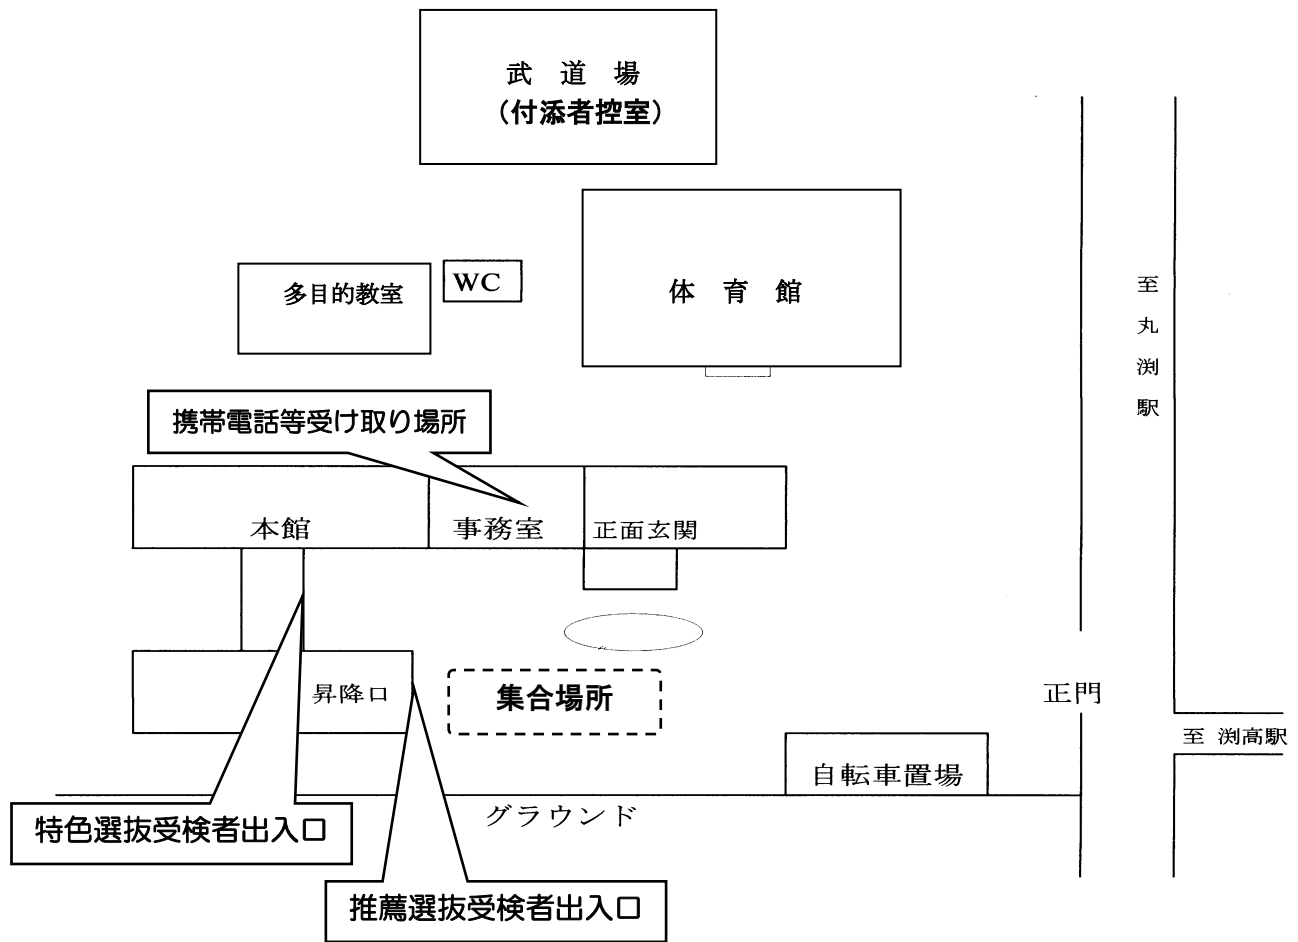 武道場
（付添者控室）
体育館
WC
多目的教室
至丸渕駅
携帯電話等受け取り場所
本館
事務室
正面玄関
昇降口
集合場所
正門
至 渕高駅
自転車置場
グラウンド
特色選抜受検者出入口
推薦選抜受検者出入口